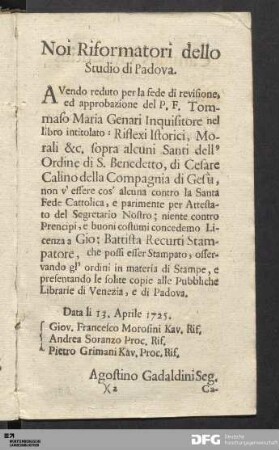 Noi Riformatori dello
Studio di Padova.
AVendo reduto per la fede di revisione,
ed approbazione del P. F. Tom-
maso Maria Genari Inquisitore nel
libro intitolato: Riflexi Istorici, Mo-
rali &c. sopra alcuni Santi dell'
Ordine di S. Benedetto, di Cesare
Calino della Compagnia di Gesù,
non v' essere cos' alcuna contro la Santa
Fede Cattolica, e parimente per Attesta-
to del Segretario Nostro; niente contro
Prencipi, e buoni costumi concedemo Li-
cenza a Gio: Battista Recurti Stam-
patore, che possi esser Stampato, osser-
vando gl' ordini in materia di Stampe, e
presentando le solite copie alle Pubbliche
Librarie di Venezia, e di Padova.
Data li 13. Aprile 1725.
Giov. Francesco Morosini Kav. Rif.
Andrea Soranzo Proc. Rif.
Pietro Grimani Kav, Proc. Rif.
Agostino Gadaldini Seg.
X 2 Ca-
DFG Deutsche
Forschungsgemeinschaft